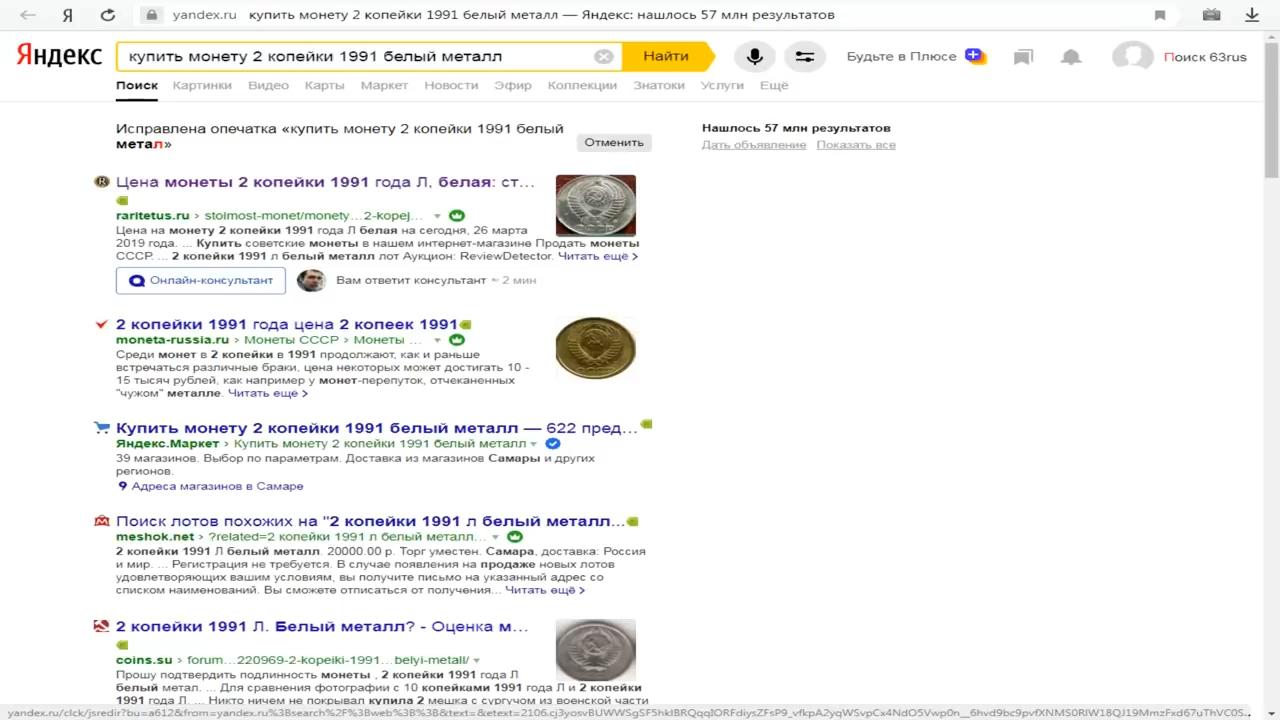 Я
yandex.ru купить монету 2 копейки 1991 белый металл — Яндекс: нашлось 57 млн результатов
Яндекс
купить монету 2 копейки 1991 белый металл
Найти
Будьте в Плюсе
Поиск 63rus
Поиск Картинки Видео Карты Маркет Новости Эфир Коллекции Знатоки Услуги Ещё
Исправлена опечатка «купить монету 2 копейки 1991 белый
метал»
Отменить
Нашлось 57 млн результатов
Дать объявление Показать все
Цена монеты 2 копейки 1991 года Л, белая: ст...
raritetus.ru › stoimost-monet/monety...2-kopej...
Цена на монету 2 копейки 1991 года Л белая на сегодня, 26 марта
2019 года. ... Купить советские монеты в нашем интернет-магазине Продать монеты
СССР. ... 2 копейки 1991 л белый металл лот Аукцион: ReviewDetector. Читать ещё >
Онлайн-консультант
Вам ответит консультант ≈ 2 мин
2 копейки 1991 года цена 2 копеек 1991
moneta-russia.ru › Монеты СССР › Монеты ...
Среди монет в 2 копейки в 1991 продолжают, как и раньше
встречаться различные браки, цена некоторых может достигать 10 -
15 тысяч рублей, как например у монет-перепуток, отчеканенных
"чужом" металле. Читать ещё >
Купить монету 2 копейки 1991 белый металл — 622 пред...
Яндекс.Маркет › Купить монету 2 копейки 1991 белый металл
39 магазинов. Выбор по параметрам. Доставка из магазинов Самары и других
регионов.
Адреса магазинов в Самаре
Поиск лотов похожих на "2 копейки 1991 л белый металл...
meshok.net › ?related=2 копейки 1991 л белый металл...
2 копейки 1991 Л белый металл. 20000.00 р. Торг уместен. Самара, доставка: Россия
и мир. ... Регистрация не требуется. В случае появления на продаже новых лотов
удовлетворяющих вашим условиям, вы получите письмо на указанный адрес со
списком наименований. Вы сможете отписаться от получения... Читать ещё >
2 копейки 1991 Л. Белый металл? - Оценка м...
coins.su › forum...220969-2-kopeiki-1991...belyi-metall/
Прошу подтвердить подлинность монеты , 2 копейки 1991 года Л
белый метал. ... Для сравнения фотографии с 10 копейками 1991 года Л и 2 копейки
1991 года Л. ... Никто ничем не покрывал купила 2 мешка с сургучом из военской части